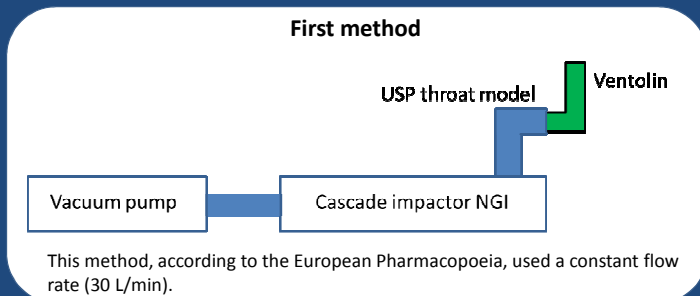 First method
Ventolin
USP throat model
Vacuum pump
Cascade impactor NGI
This method, according to the European Pharmacopoeia, used a constant flow
rate (30 L/min).